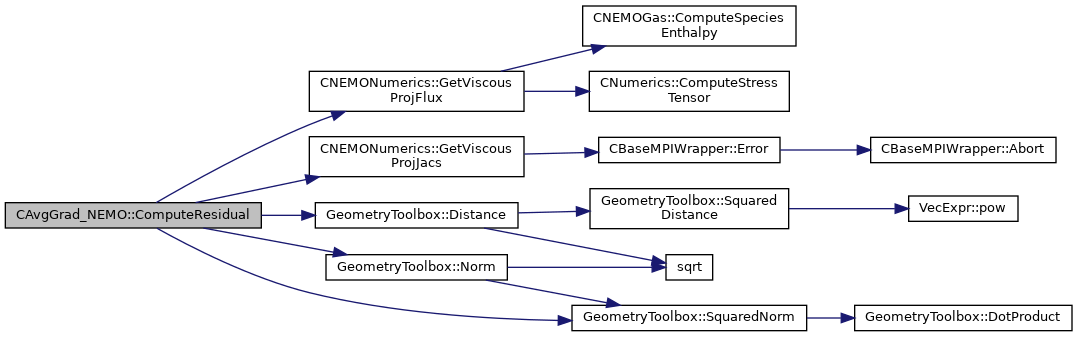 CNEMOGas::ComputeSpecies
Enthalpy
CNEMONumerics::GetViscous
ProjFlux
CNumerics::ComputeStress
Tensor
CNEMONumerics::GetViscous
ProjJacs
CBaseMPIWrapper::Error
CBaseMPIWrapper::Abort
CAvgGrad_NEMO::ComputeResidual
GeometryToolbox::Distance
GeometryToolbox::Squared
Distance
VecExpr::pow
GeometryToolbox::Norm
sqrt
GeometryToolbox::SquaredNorm
GeometryToolbox::DotProduct